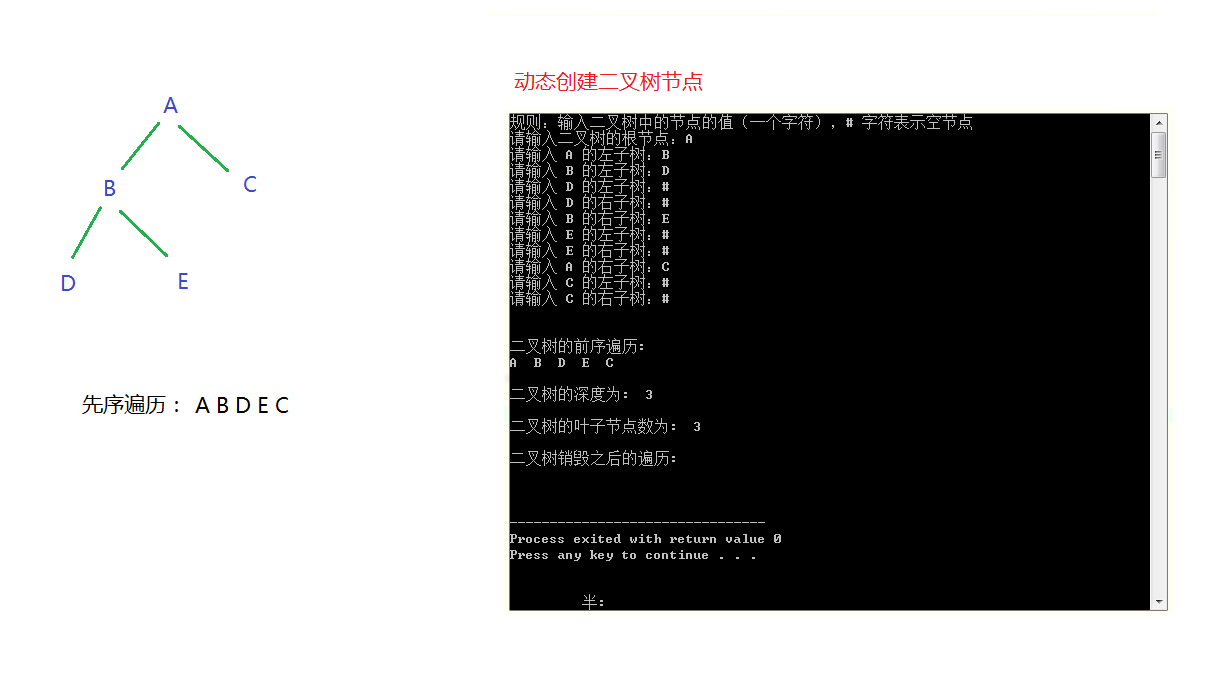 动态创建二叉树节点
A
B
C
D
E
先序遍历： A B D E C
规则：输入二叉树中的节点的值（一个字符），# 字符表示空节点
请输入二叉树的根节点：A
请输入 A 的左子树：B
请输入 B 的左子树：D
请输入 D 的左子树：#
请输入 D 的右子树：#
请输入 B 的右子树：E
请输入 E 的左子树：#
请输入 E 的右子树：#
请输入 A 的右子树：C
请输入 C 的左子树：#
请输入 C 的右子树：#
二叉树的前序遍历：
A B D E C
二叉树的深度为： 3
二叉树的叶子节点数为： 3
二叉树销毁之后的遍历：
--------------------------------
Process exited with return value 0
Press any key to continue . . .
半：